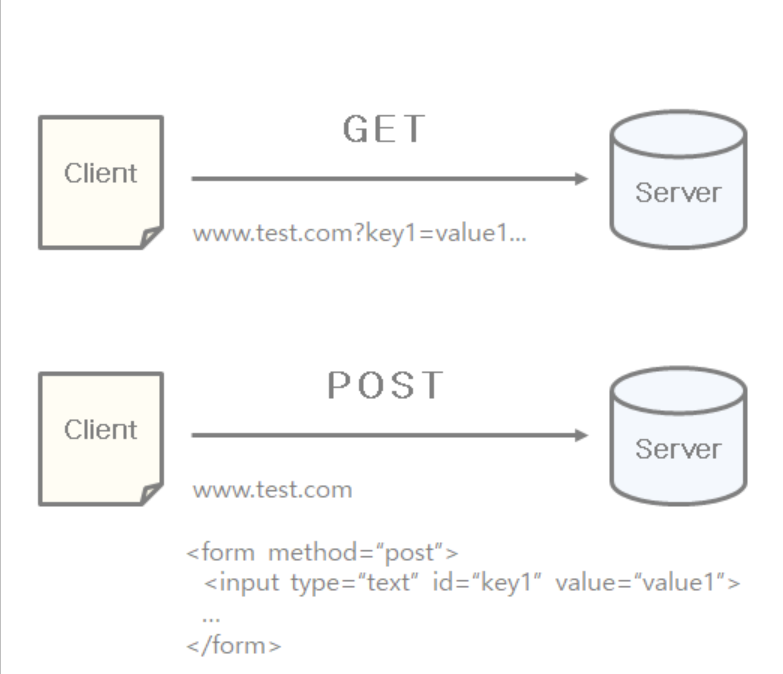 GET
Client
Server
www.test.com?key1=value1...
POST
Client
Server
www.test.com
<form method="post">
<input type="text" id="key1" value="value1">
...
</form>